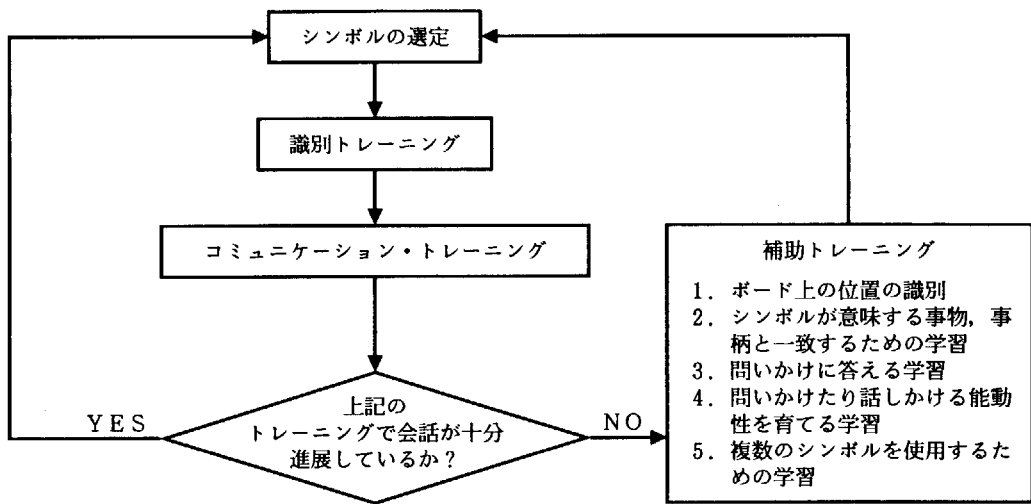 シンボルの選定
識別トレーニング
コミュニケーション・トレーニング
上記の
トレーニングで会話が十分
進展しているか？
YES
NO
補助トレーニング
1. ボード上の位置の識別
2. シンボルが意味する事物，事
柄と一致するための学習
3. 問いかけに答える学習
4. 問いかけたり話しかける能動
性を育てる学習
5. 複数のシンボルを使用するた
めの学習